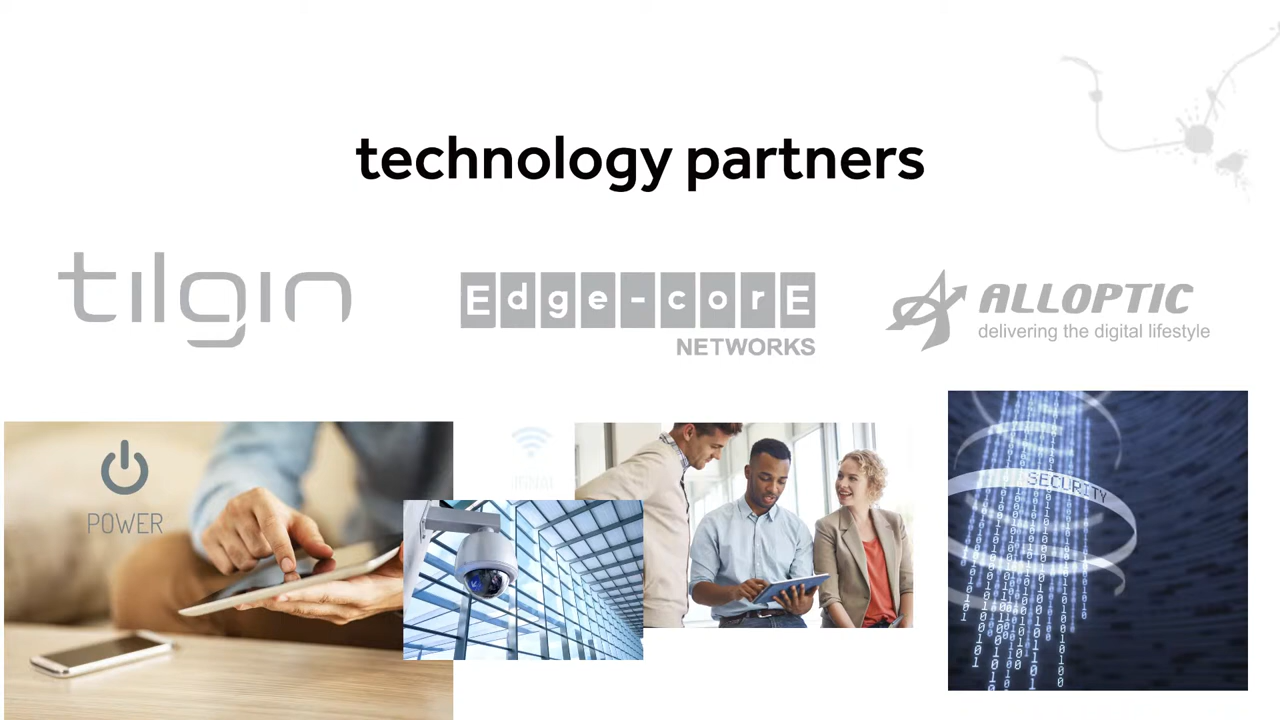 technology partners
tilgin
Edge-corE
NETWORKS
ALLOPTIC
delivering the digital lifestyle
POWER
SECURITY